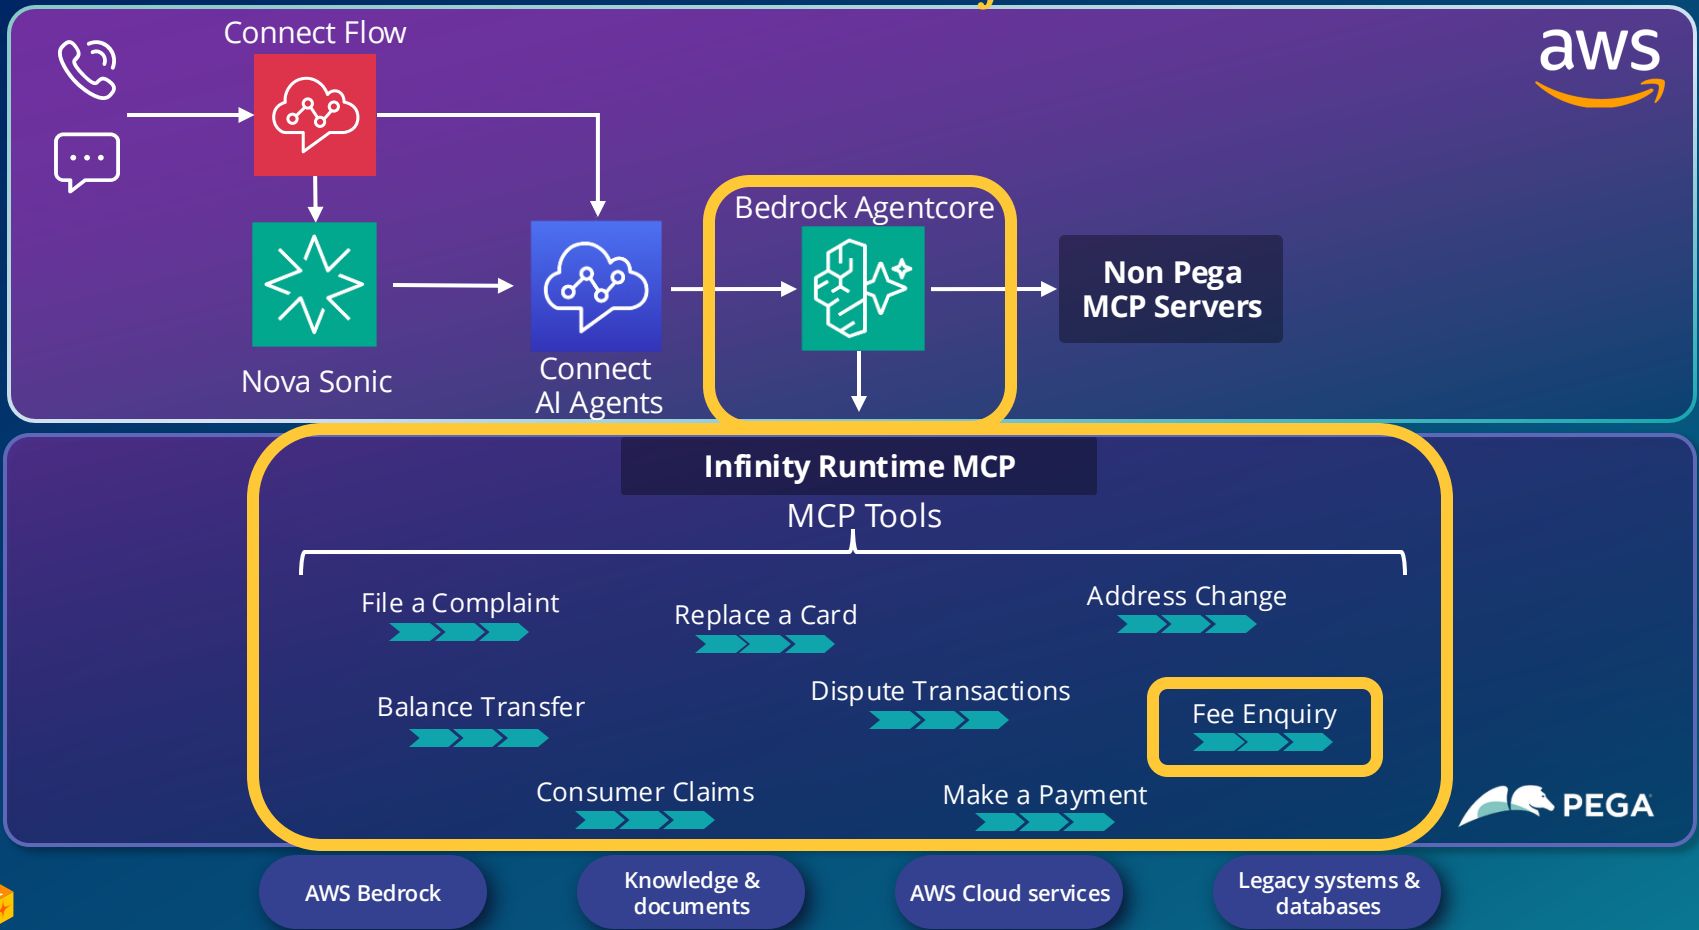 Connect Flow
aws
Bedrock Agentcore
Non Pega
MCP Servers
Nova Sonic
Connect
AI Agents
Infinity Runtime MCP
MCP Tools
File a Complaint
Replace a Card
Address Change
Balance Transfer
Dispute Transactions
Fee Enquiry
Consumer Claims
Make a Payment
PEGA
AWS Bedrock
Knowledge &
documents
AWS Cloud services
Legacy systems &
databases